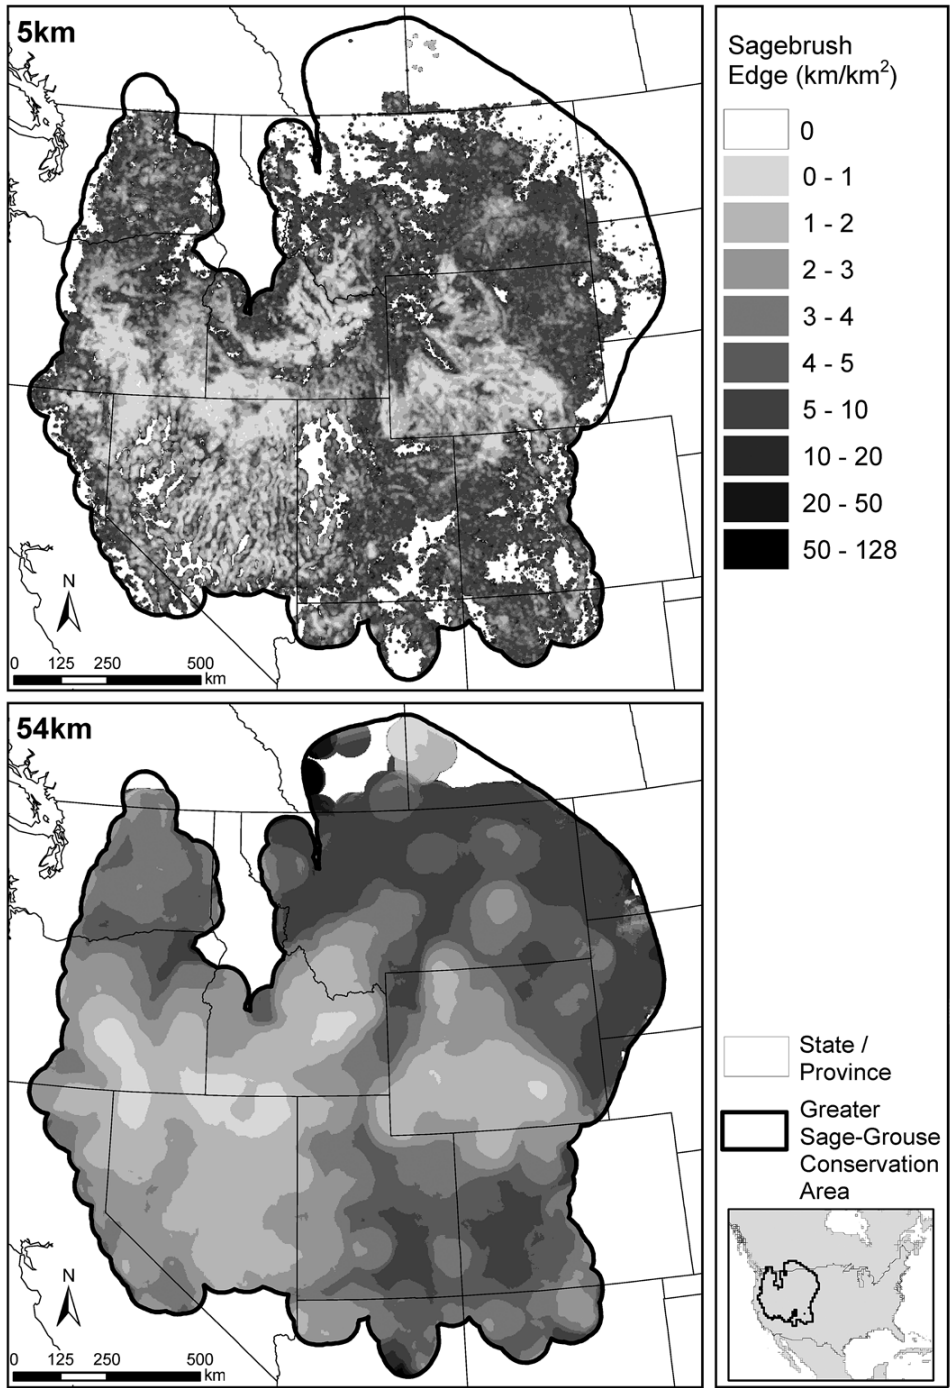 5km
N
0 125 250 500
km
54km
N
0 125 250 500
km
Sagebrush
Edge (km/km²)
0
0 - 1
1 - 2
2 - 3
3 - 4
4 - 5
5 - 10
10 - 20
20 - 50
50 - 128
State /
Province
Greater
Sage-Grouse
Conservation
Area